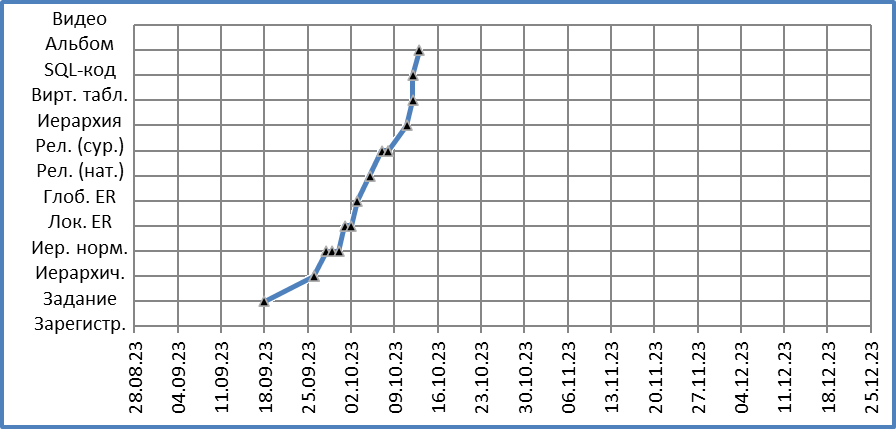 Видео
Альбом
SQL-код
Вирт. табл.
Иерархия
Рел. (сур.)
Рел. (нат.)
Глоб. ER
Лок. ER
Иер. норм.
Иерархич.
Задание
Зарегистр.
28.08.23
04.09.23
11.09.23
18.09.23
25.09.23
02.10.23
09.10.23
16.10.23
23.10.23
30.10.23
06.11.23
13.11.23
20.11.23
27.11.23
04.12.23
11.12.23
18.12.23
25.12.23